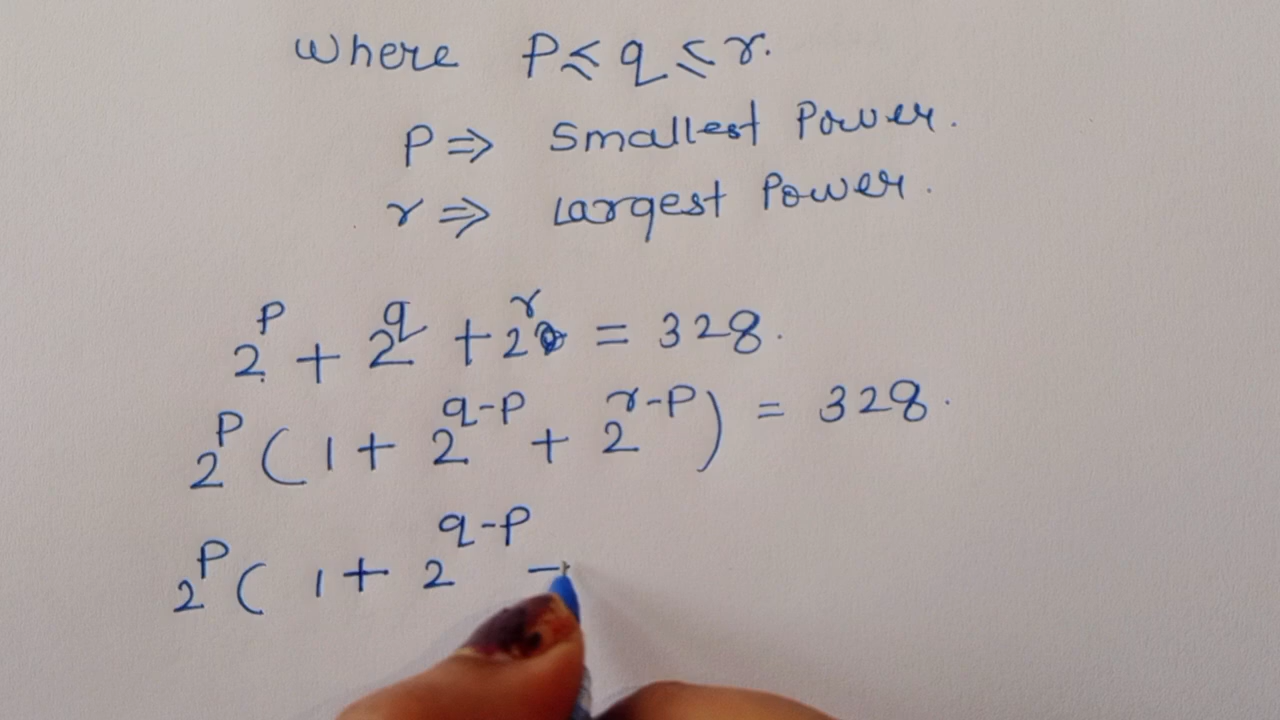 where P ≤ q ≤ r.
P ⇒ Smallest Power.
r ⇒ Largest Power.
2^P + 2^q + 2^r = 328.
2^P ( 1 + 2^(q-P) + 2^(r-P) ) = 328.
2^P ( 1 + 2^(q-P) +